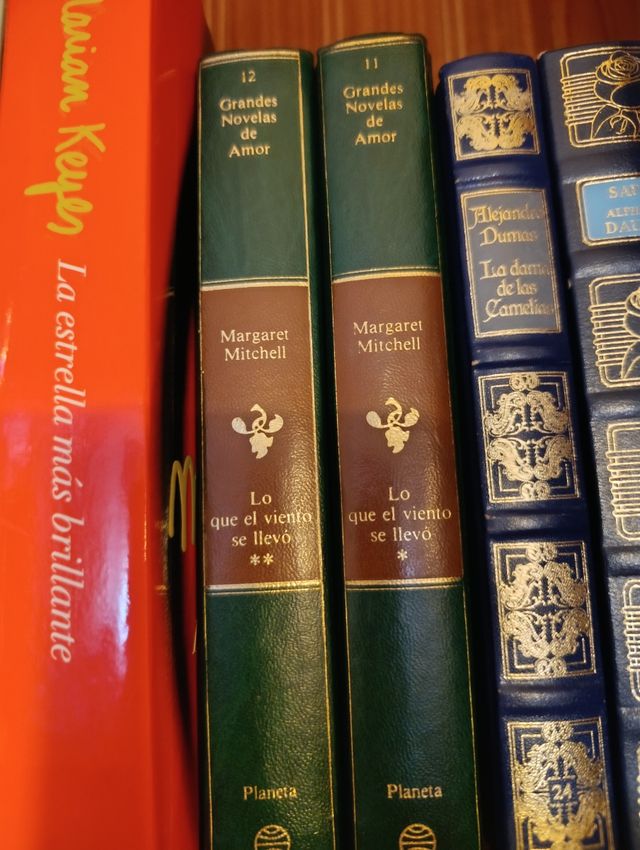 Marian Keyes
La estrella más brillante
12
Grandes
Novelas
de
Amor
Margaret
Mitchell
Lo
que el viento
se llevó
**
Planeta
11
Grandes
Novelas
de
Amor
Margaret
Mitchell
Lo
que el viento
se llevó
*
Planeta
Alejandro
Dumas
La dama
de las
Camelias
24